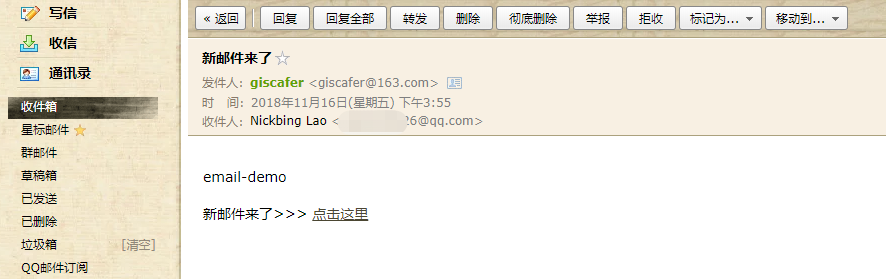 写信
收信
通讯录
收件箱
星标邮件
群邮件
草稿箱
已发送
已删除
垃圾箱 [清空]
QQ邮件订阅
« 返回 回复 回复全部 转发 删除 彻底删除 举报 拒收 标记为... 移动到...
新邮件来了
发件人：giscafer <giscafer@163.com>
时 间：2018年11月16日(星期五) 下午3:55
收件人：Nickbing Lao < 26@qq.com>
email-demo
新邮件来了>>> 点击这里